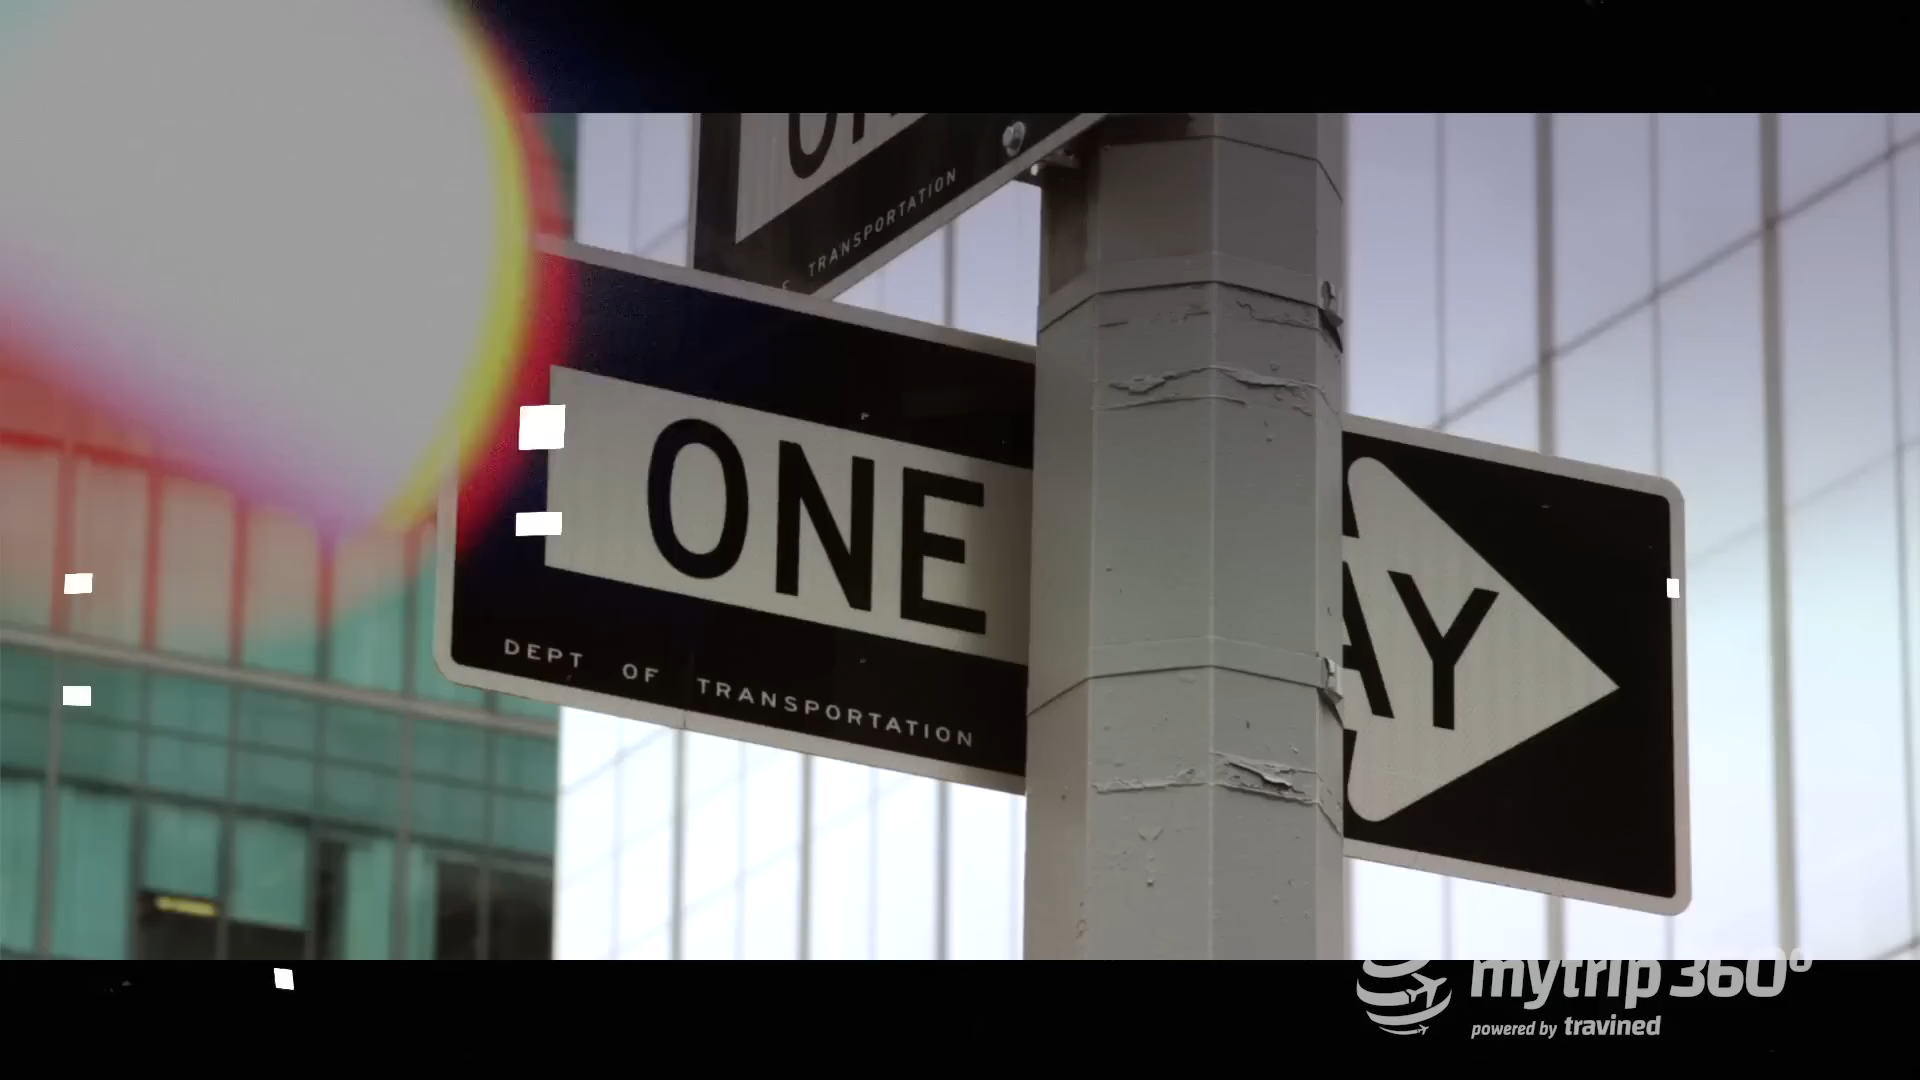 TRANSPORTATION
ONE
AY
DEPT OF TRANSPORTATION
mytrip 360°
powered by travined